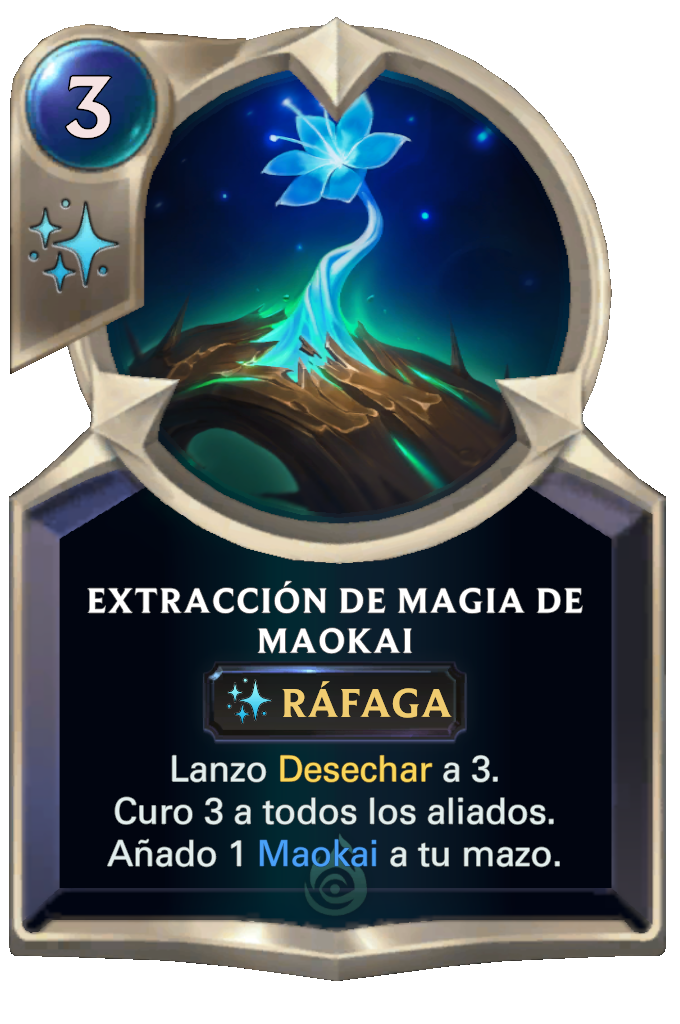 3
EXTRACCIÓN DE MAGIA DE
MAOKAI
RÁFAGA
Lanzo Desechar a 3.
Curo 3 a todos los aliados.
Añado 1 Maokai a tu mazo.